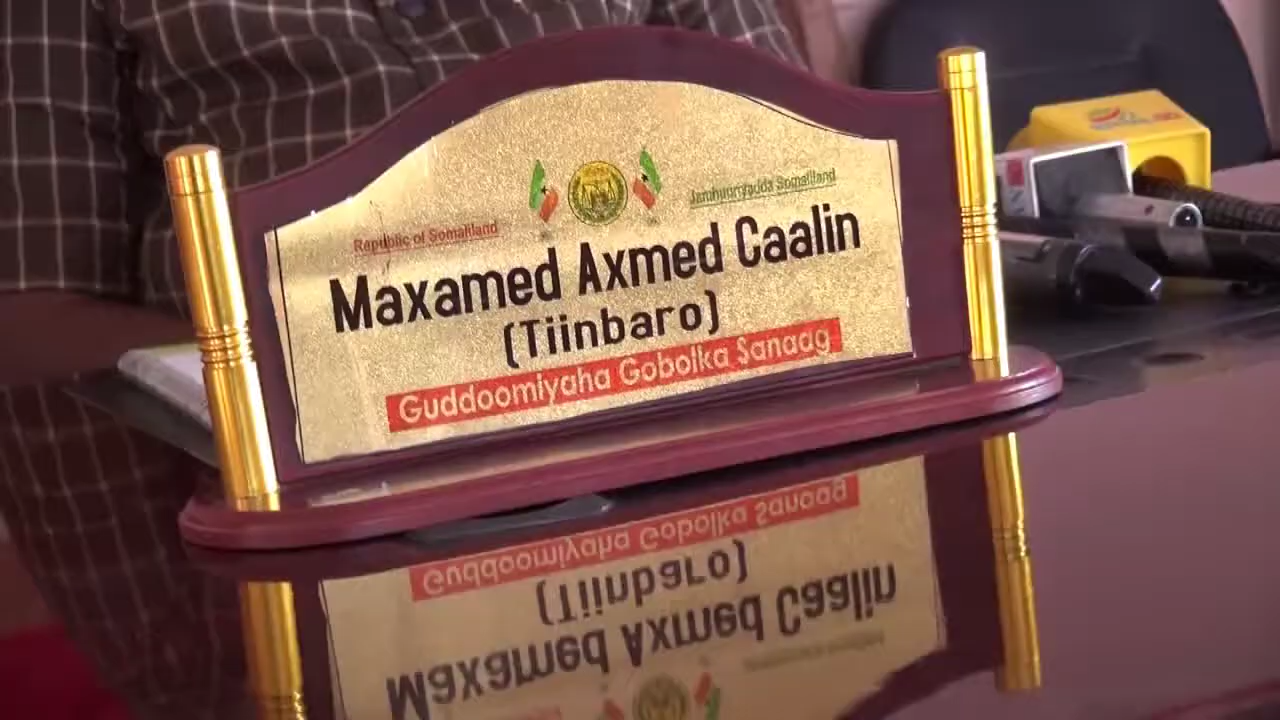 Republic of Somaliland
Jamhuuriyadda Somaliland
Maxamed Axmed Caalin
(Tiinbaro)
Guddoomiyaha Gobolka Sanaag